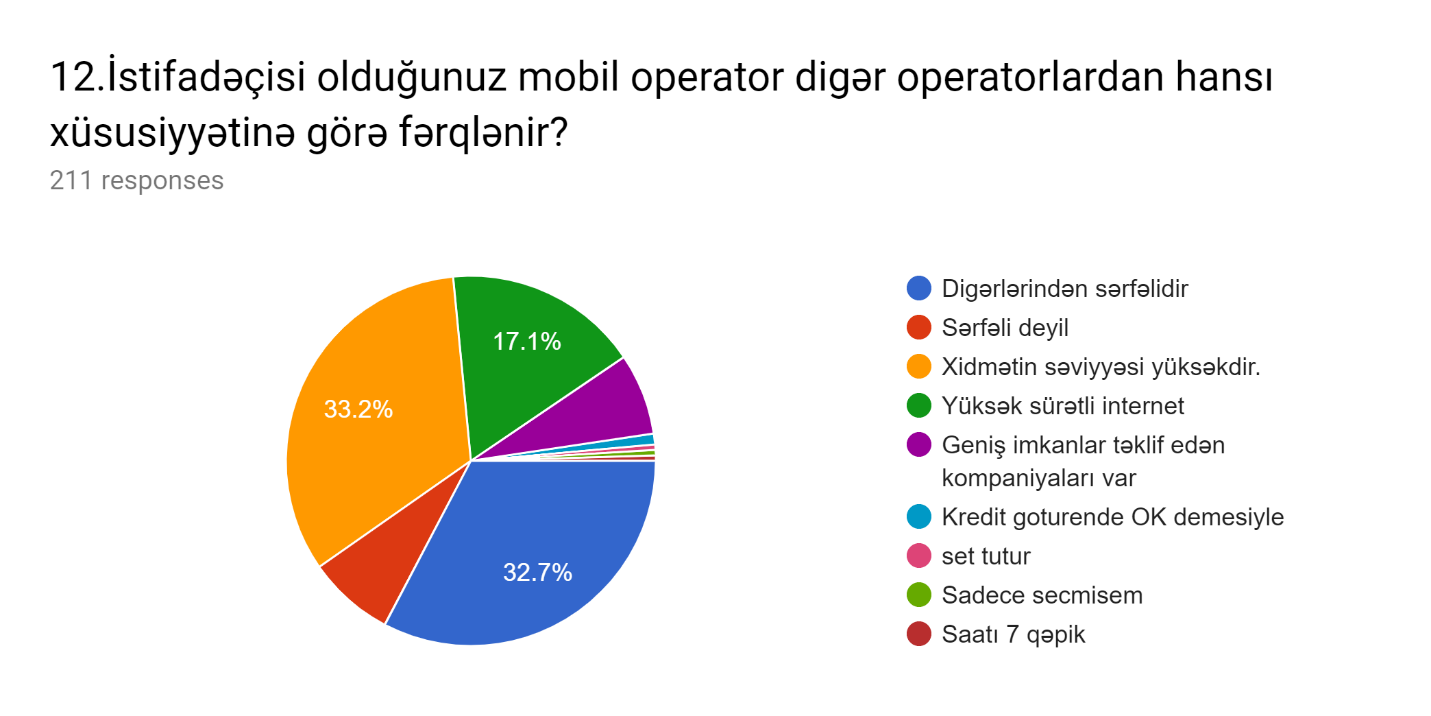 12.İstifadəçisi olduğunuz mobil operator digər operatorlardan hansı
xüsusiyyətinə görə fərqlənir?
211 responses
17.1%
33.2%
32.7%
Digərlərindən sərfəlidir
Sərfəli deyil
Xidmətin səviyyəsi yüksəkdir.
Yüksək sürətli internet
Geniş imkanlar təklif edən
kompaniyaları var
Kredit goturende OK demesiyle
set tutur
Sadece secmisem
Saatı 7 qəpik